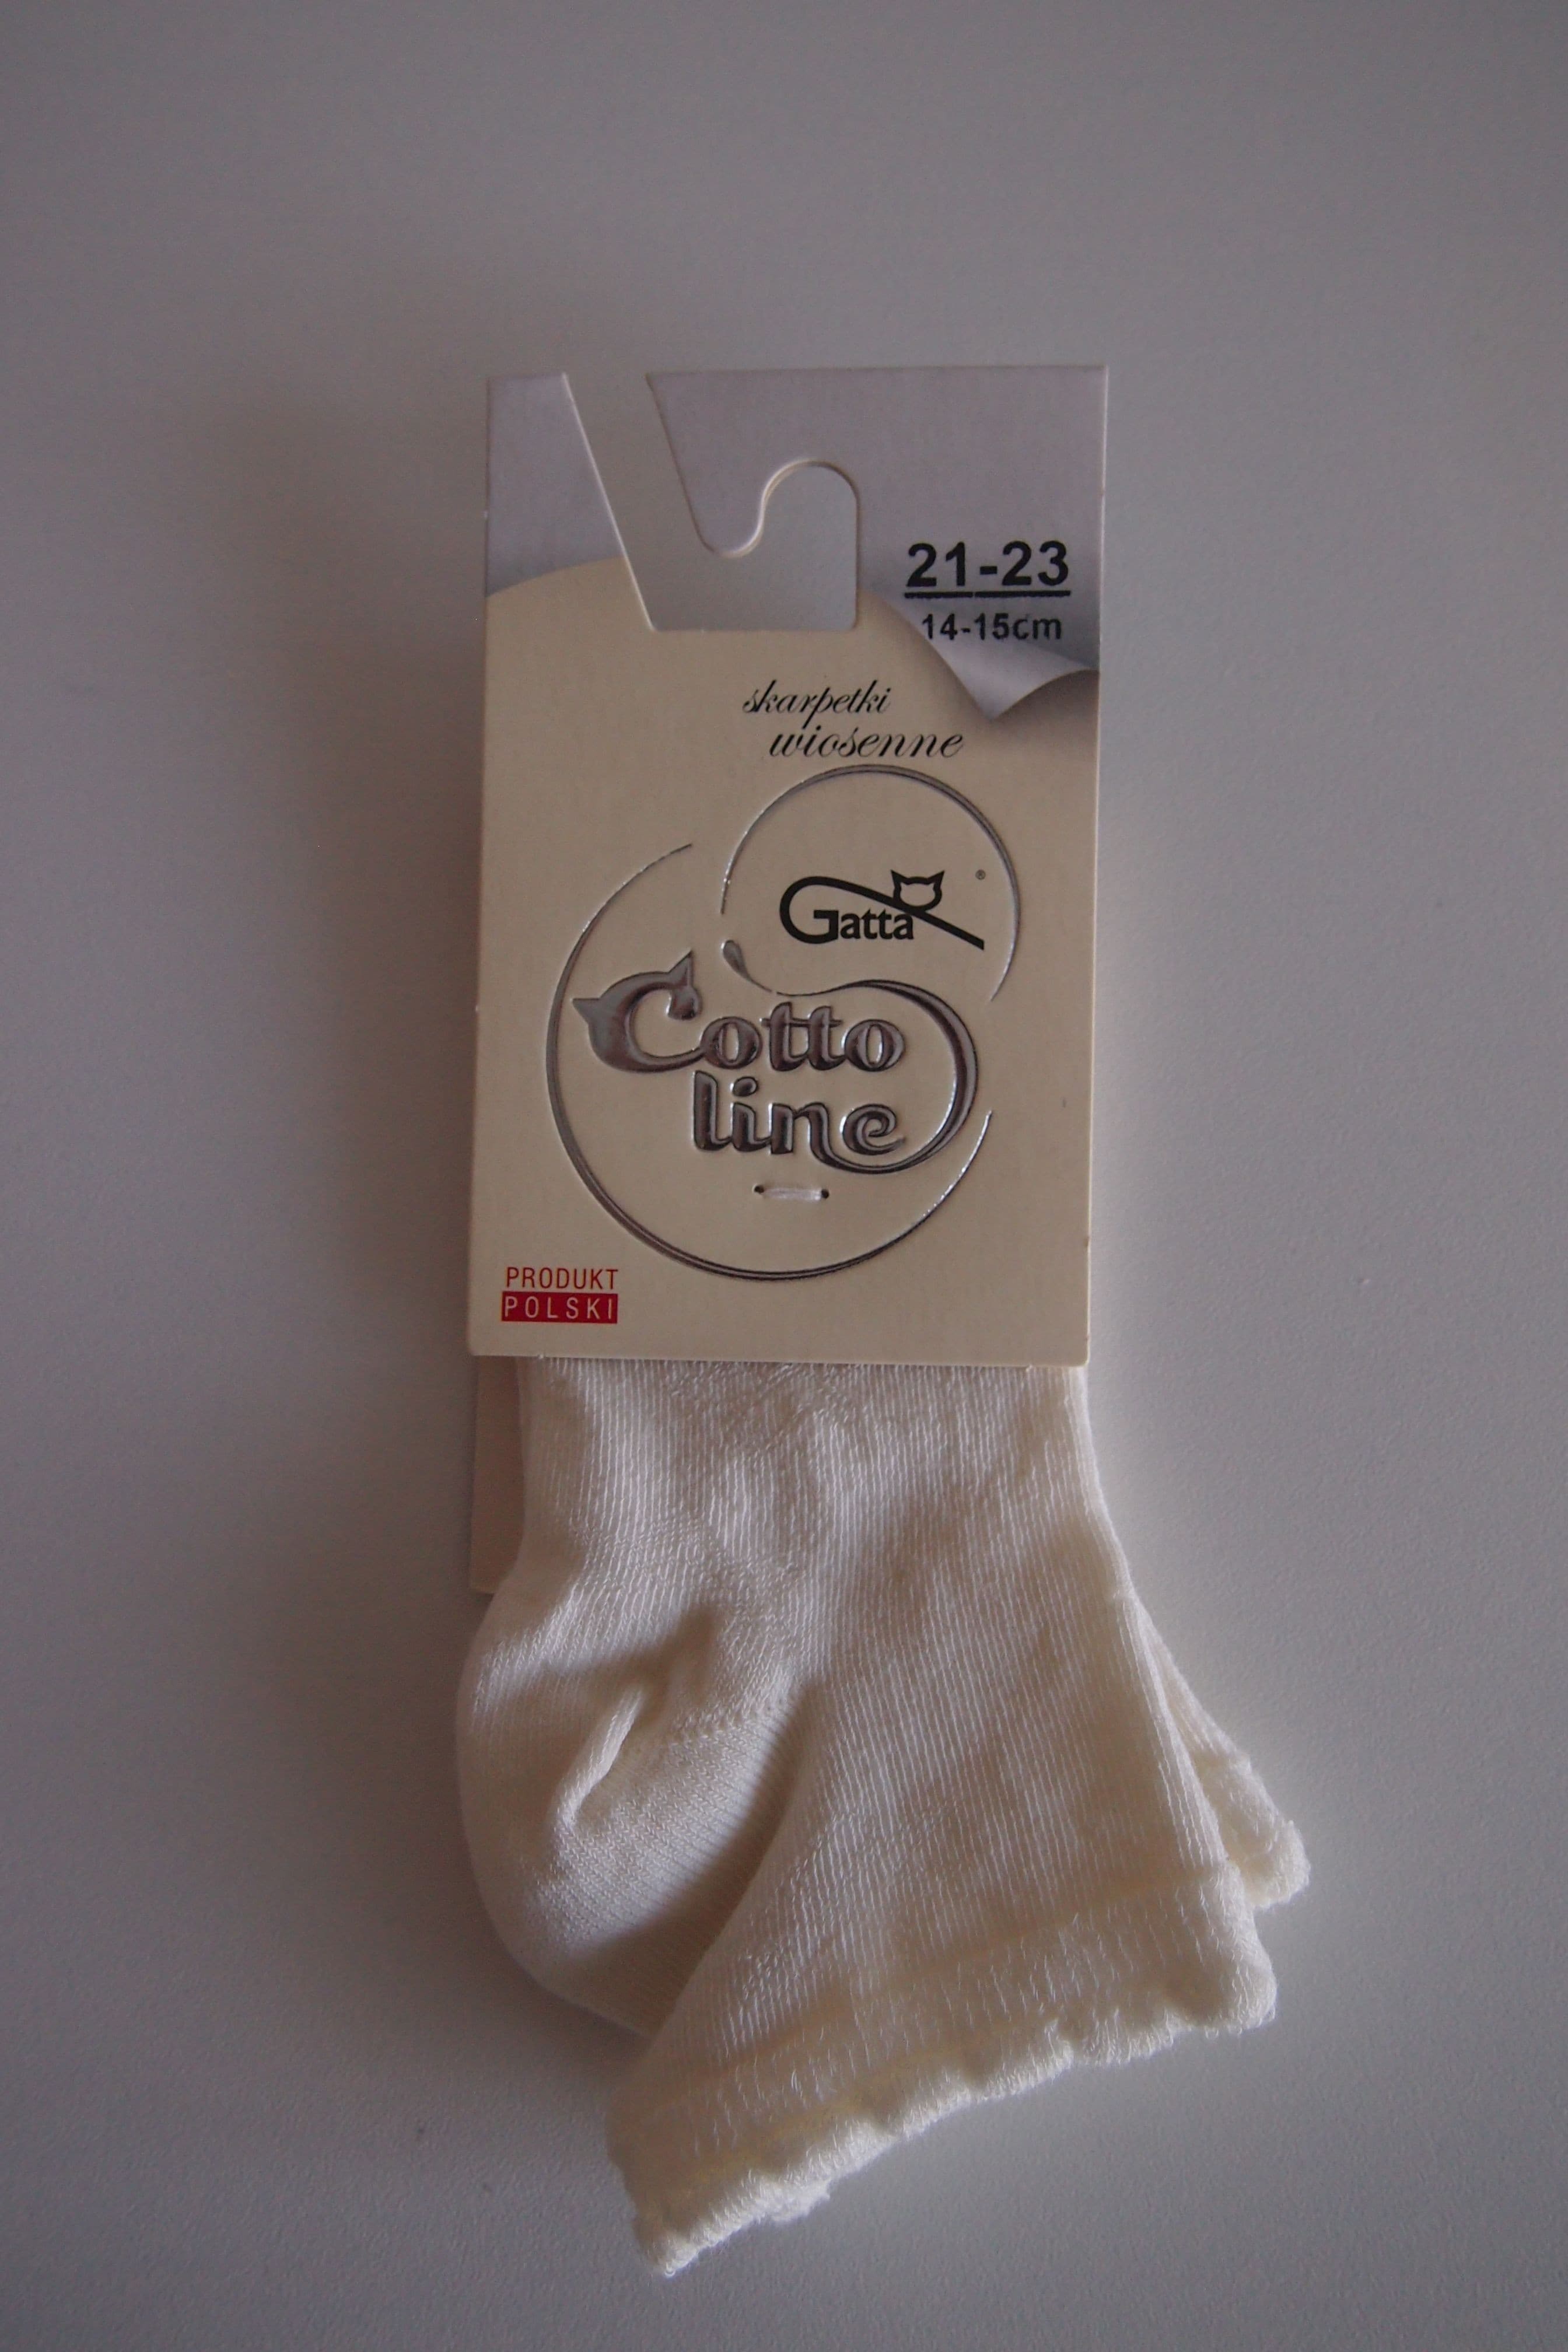 21-23
14-15cm
skarpetki
wiosenne
Gatta®
Cotto
line
PRODUKT
POLSKI